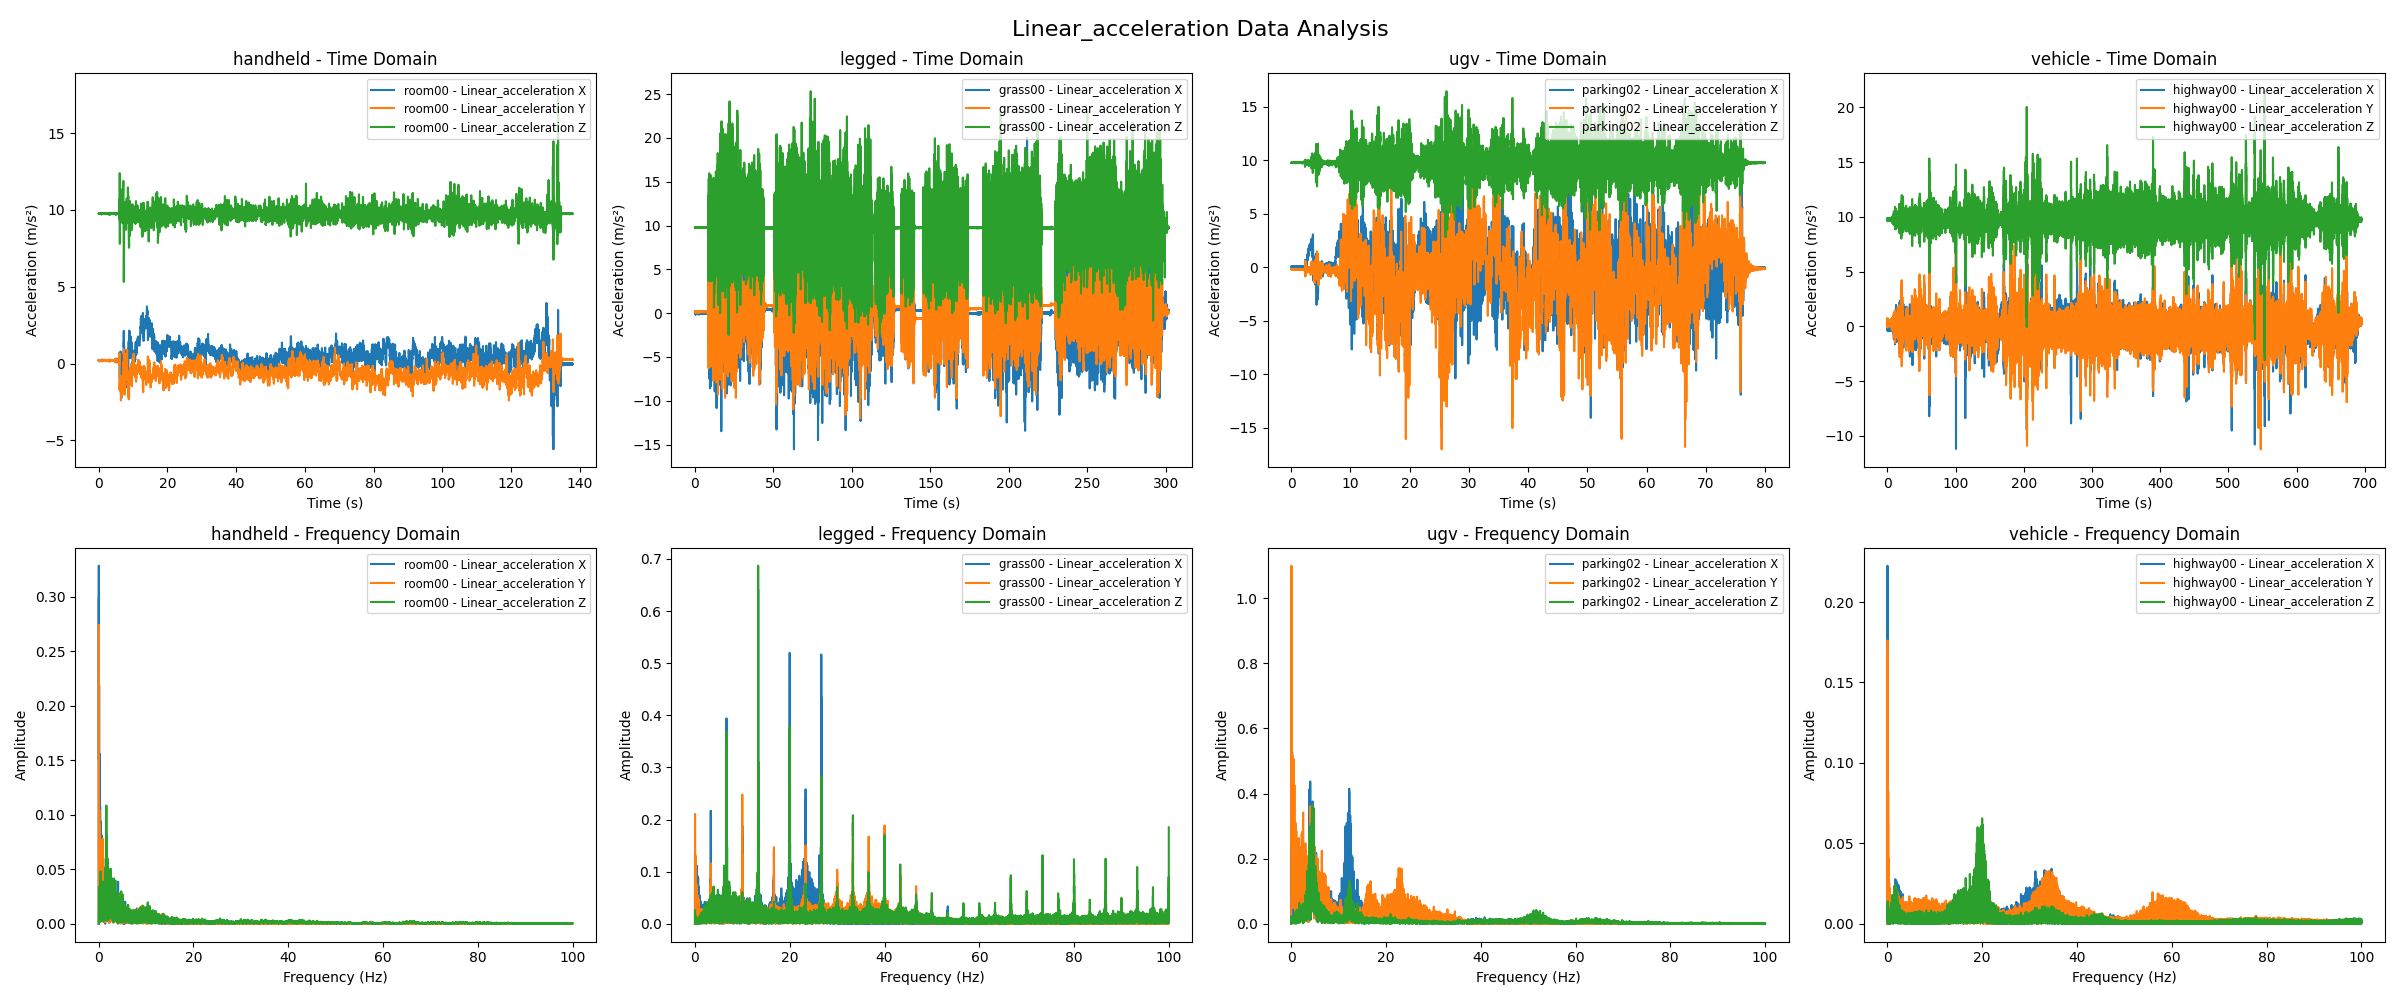 Linear_acceleration Data Analysis
handheld - Time Domain
room00 - Linear_acceleration X
room00 - Linear_acceleration Y
room00 - Linear_acceleration Z
Acceleration (m/s²)
15
10
5
0
−5
0 20 40 60 80 100 120 140
Time (s)
legged - Time Domain
grass00 - Linear_acceleration X
grass00 - Linear_acceleration Y
grass00 - Linear_acceleration Z
Acceleration (m/s²)
25
20
15
10
5
0
−5
−10
−15
0 50 100 150 200 250 300
Time (s)
ugv - Time Domain
parking02 - Linear_acceleration X
parking02 - Linear_acceleration Y
parking02 - Linear_acceleration Z
Acceleration (m/s²)
15
10
5
0
−5
−10
−15
0 10 20 30 40 50 60 70 80
Time (s)
vehicle - Time Domain
highway00 - Linear_acceleration X
highway00 - Linear_acceleration Y
highway00 - Linear_acceleration Z
Acceleration (m/s²)
20
15
10
5
0
−5
−10
0 100 200 300 400 500 600 700
Time (s)
handheld - Frequency Domain
room00 - Linear_acceleration X
room00 - Linear_acceleration Y
room00 - Linear_acceleration Z
Amplitude
0.30
0.25
0.20
0.15
0.10
0.05
0.00
0 20 40 60 80 100
Frequency (Hz)
legged - Frequency Domain
grass00 - Linear_acceleration X
grass00 - Linear_acceleration Y
grass00 - Linear_acceleration Z
Amplitude
0.7
0.6
0.5
0.4
0.3
0.2
0.1
0.0
0 20 40 60 80 100
Frequency (Hz)
ugv - Frequency Domain
parking02 - Linear_acceleration X
parking02 - Linear_acceleration Y
parking02 - Linear_acceleration Z
Amplitude
1.0
0.8
0.6
0.4
0.2
0.0
0 20 40 60 80 100
Frequency (Hz)
vehicle - Frequency Domain
highway00 - Linear_acceleration X
highway00 - Linear_acceleration Y
highway00 - Linear_acceleration Z
Amplitude
0.20
0.15
0.10
0.05
0.00
0 20 40 60 80 100
Frequency (Hz)